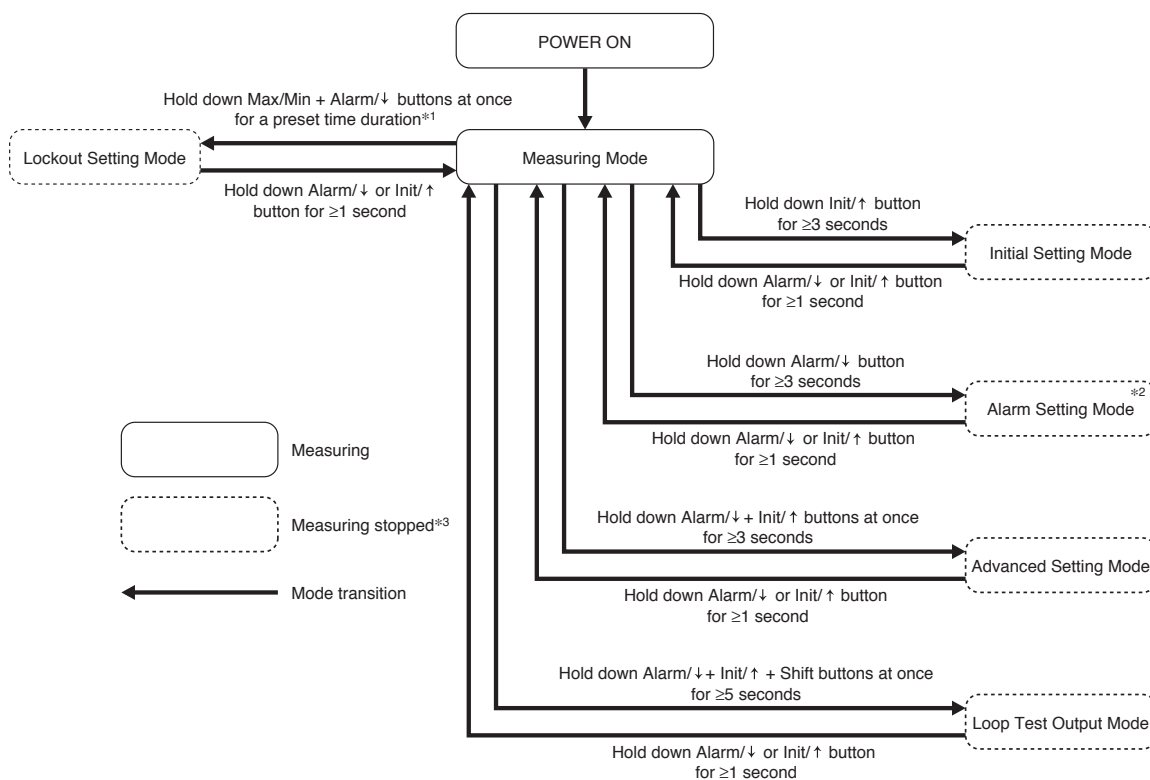 POWER ON
Hold down Max/Min + Alarm/↓ buttons at once
for a preset time duration*1
Lockout Setting Mode
Measuring Mode
Hold down Alarm/↓ or Init/↑
button for ≥1 second
Hold down Init/↑ button
for ≥3 seconds
Initial Setting Mode
Hold down Alarm/↓ or Init/↑ button
for ≥1 second
Hold down Alarm/↓ button
for ≥3 seconds
Alarm Setting Mode*2
Hold down Alarm/↓ or Init/↑ button
for ≥1 second
Measuring
Measuring stopped*3
Mode transition
Hold down Alarm/↓+ Init/↑ buttons at once
for ≥3 seconds
Advanced Setting Mode
Hold down Alarm/↓ or Init/↑ button
for ≥1 second
Hold down Alarm/↓+ Init/↑ + Shift buttons at once
for ≥5 seconds
Loop Test Output Mode
Hold down Alarm/↓ or Init/↑ button
for ≥1 second